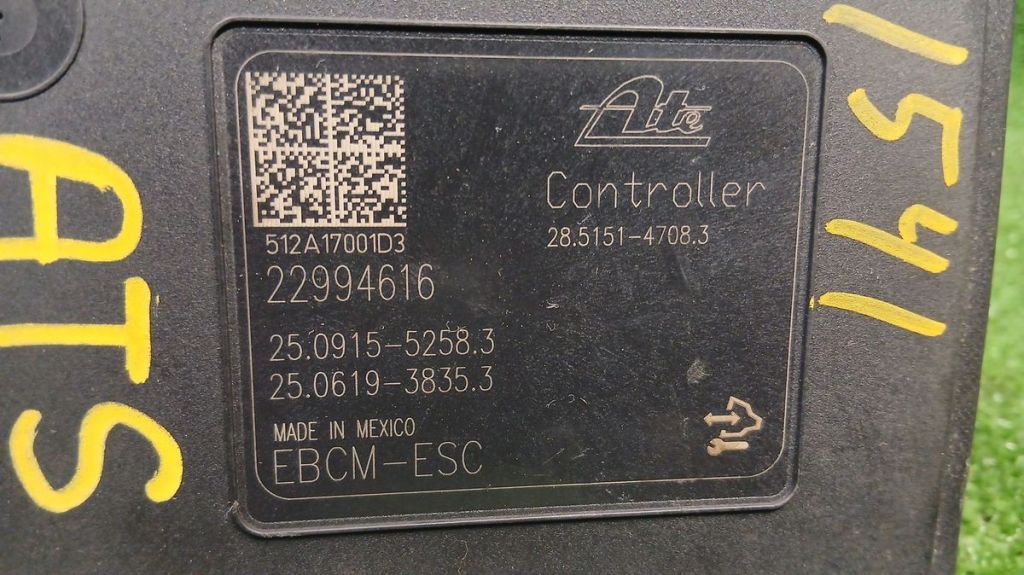 Ate
Controller
28.5151-4708.3
512A17001D3
22994616
25.0915-5258.3
25.0619-3835.3
MADE IN MEXICO
EBCM-ESC
ATS
1541